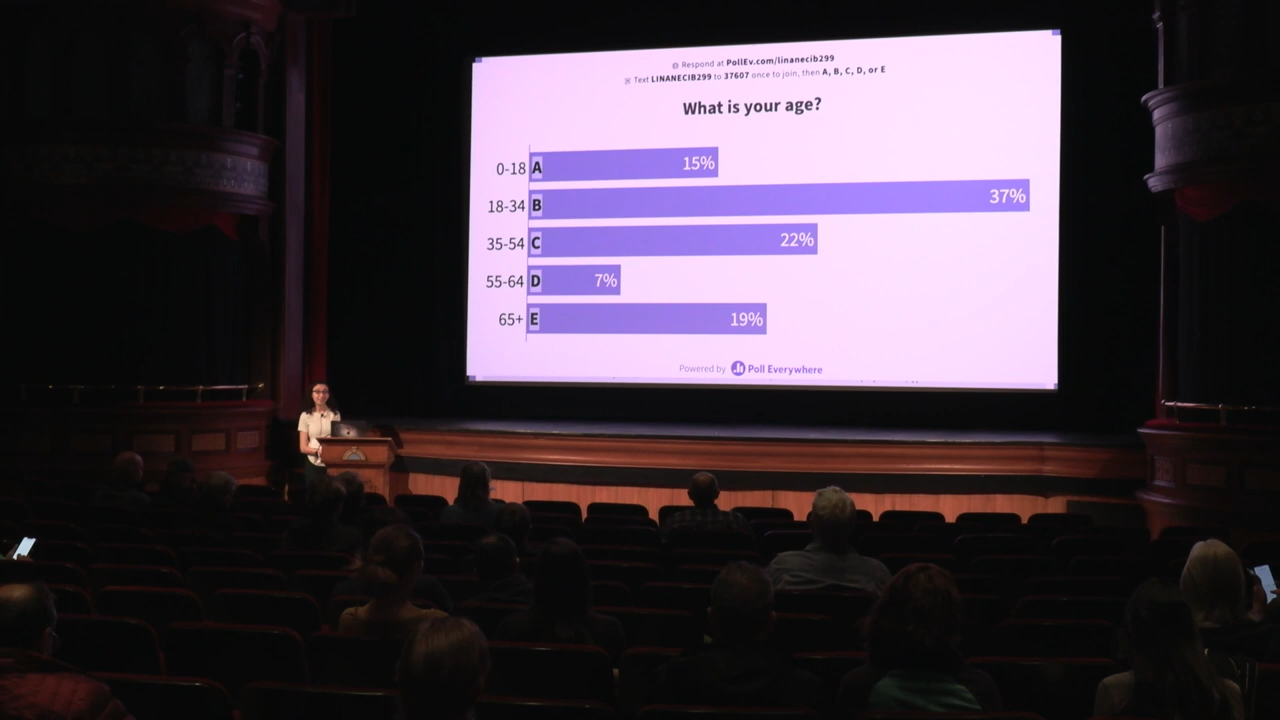 Respond at PollEv.com/linanecib299
Text LINANECIB299 to 37607 once to join, then A, B, C, D, or E
What is your age?
0-18 A 15%
18-34 B 37%
35-54 C 22%
55-64 D 7%
65+ E 19%
Powered by Poll Everywhere